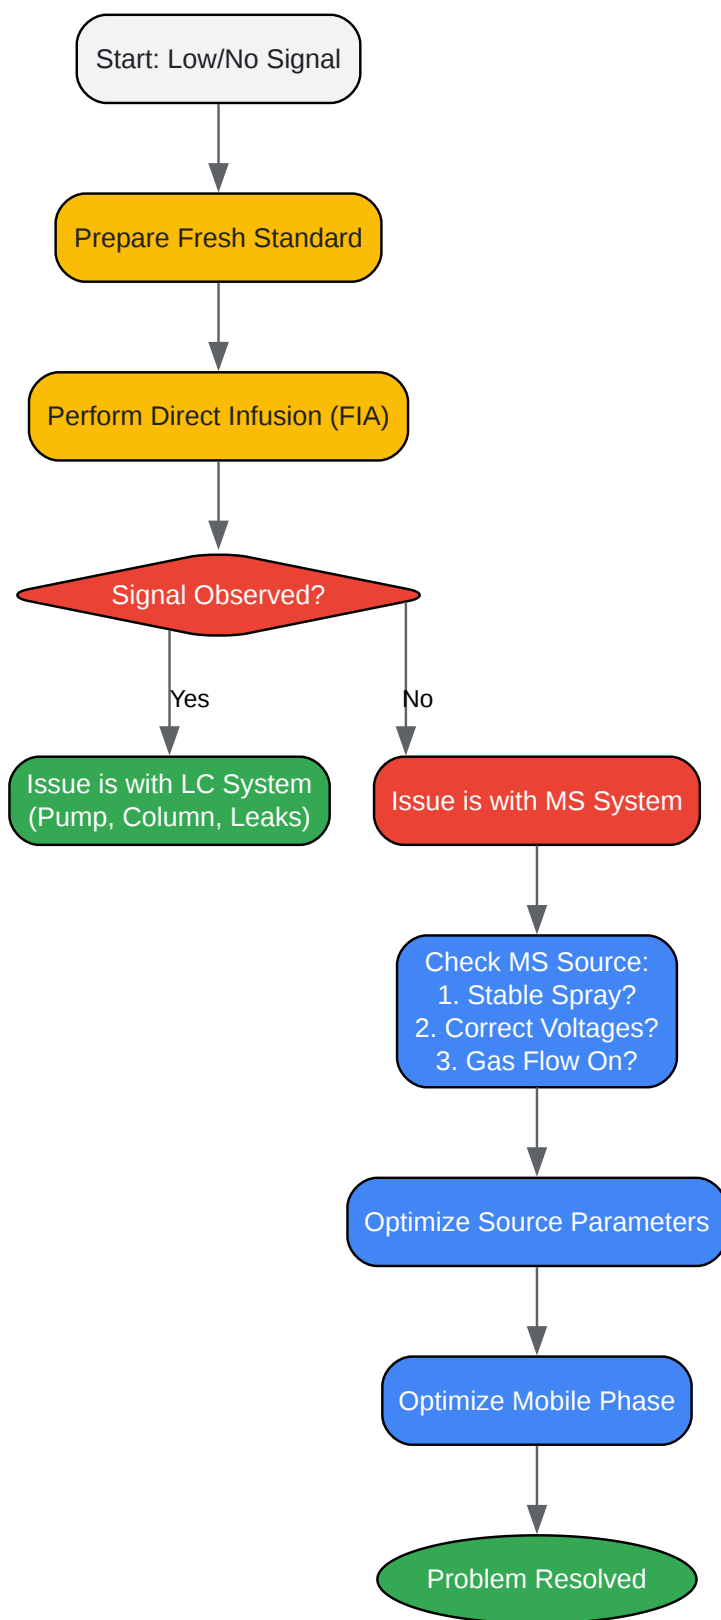 Start: Low/No Signal
Prepare Fresh Standard
Perform Direct Infusion (FIA)
Signal Observed?
Yes
No
Issue is with LC System
(Pump, Column, Leaks)
Issue is with MS System
Check MS Source:
1. Stable Spray?
2. Correct Voltages?
3. Gas Flow On?
Optimize Source Parameters
Optimize Mobile Phase
Problem Resolved